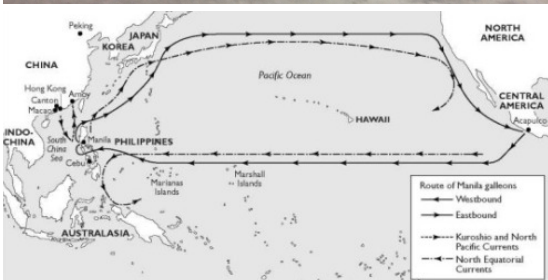 Peking
JAPAN
KOREA
CHINA
NORTH
AMERICA
Pacific Ocean
Hong Kong
Canton
Macao
Amoy
CENTRAL
AMERICA
HAWAII
Acapulco
INDO-
CHINA
South
China
Sea
Manila
PHILIPPINES
Cebu
Marianas
Islands
Marshall
Islands
AUSTRALASIA
Route of Manila galleons
Westbound
Eastbound
Kuroshio and North
Pacific Currents
North Equatorial
Currents